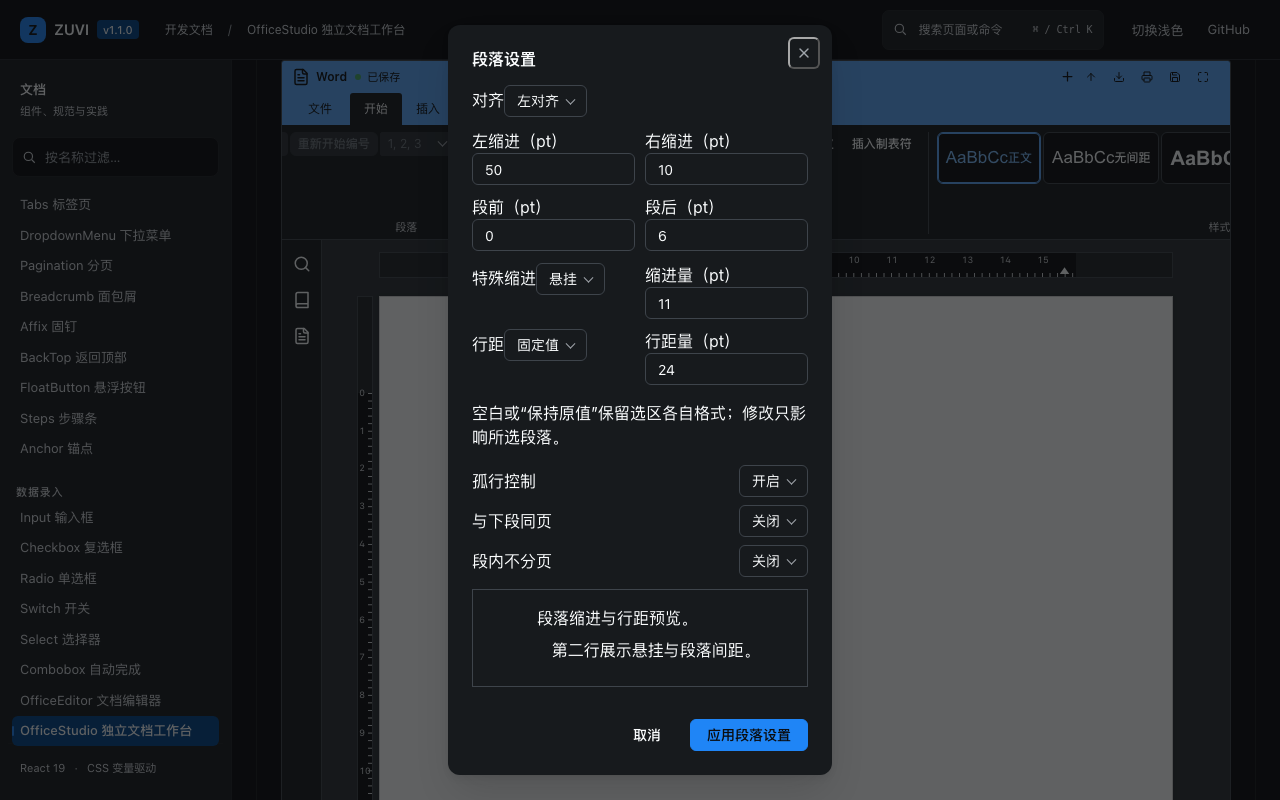 Z ZUVI v1.1.0 开发文档 / OfficeStudio 独立文档工作台
搜索页面或命令 ⌘ / Ctrl K 切换浅色 GitHub
文档
组件、规范与实践
按名称过滤...
Tabs 标签页
DropdownMenu 下拉菜单
Pagination 分页
Breadcrumb 面包屑
Affix 固钉
BackTop 返回顶部
FloatButton 悬浮按钮
Steps 步骤条
Anchor 锚点
数据录入
Input 输入框
Checkbox 复选框
Radio 单选框
Switch 开关
Select 选择器
Combobox 自动完成
OfficeEditor 文档编辑器
OfficeStudio 独立文档工作台
React 19 · CSS 变量驱动
Word 已保存
文件 开始 插入
重新开始编号 1, 2, 3
段落
插入制表符
AaBbCc正文 AaBbCc无间距 AaBbC
样式
10 11 12 13 14 15
0
1
2
3
4
5
6
7
8
9
10
段落设置
对齐 左对齐
左缩进（pt） 右缩进（pt）
50 10
段前（pt） 段后（pt）
0 6
特殊缩进 悬挂 缩进量（pt）
11
行距 固定值 行距量（pt）
24
空白或“保持原值”保留选区各自格式；修改只影
响所选段落。
孤行控制 开启
与下段同页 关闭
段内不分页 关闭
段落缩进与行距预览。
第二行展示悬挂与段落间距。
取消 应用段落设置